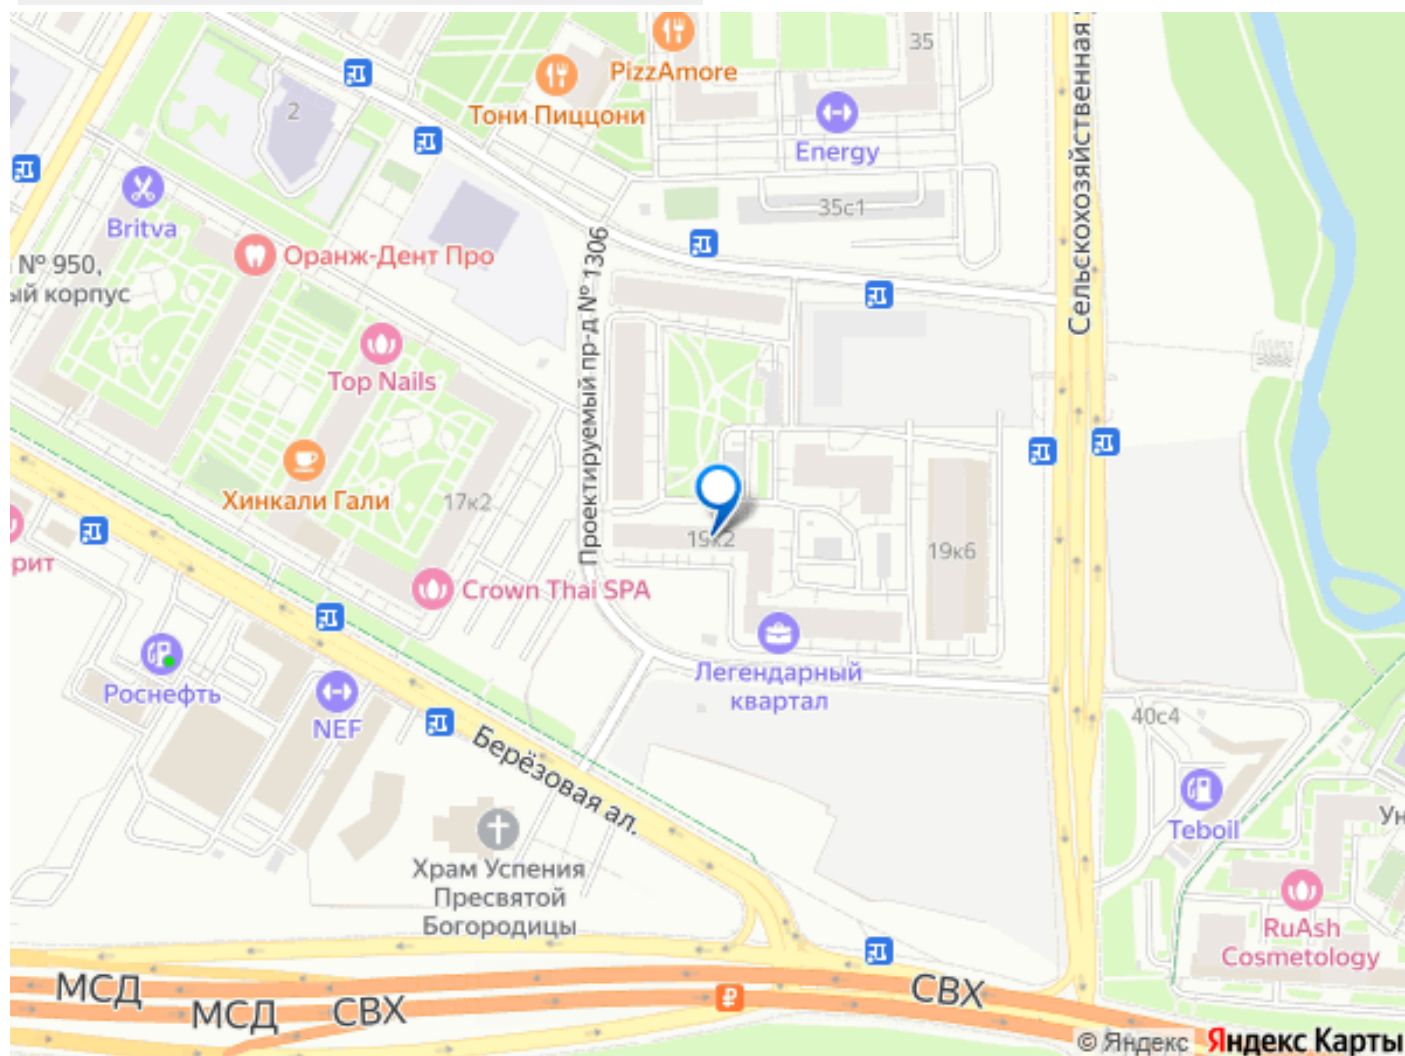 35
PizzAmore
Тони Пиццони
Energy
2
Сельскохозяйственная
Britva
35с1
Оранж-Дент Про
№ 950,
ый корпус
Проектируемый пр-д № 1306
Top Nails
Хинкали Гали
17к2
19к2
19к6
рит
Crown Thai SPA
Легендарный
квартал
Роснефть
NEF
40с4
Берёзовая ал.
Teboil
Ун
Храм Успения
Пресвятой
Богородицы
RuAsh
Cosmetology
МСД
МСД
СВХ
СВХ
© Яндекс Яндекс Карты